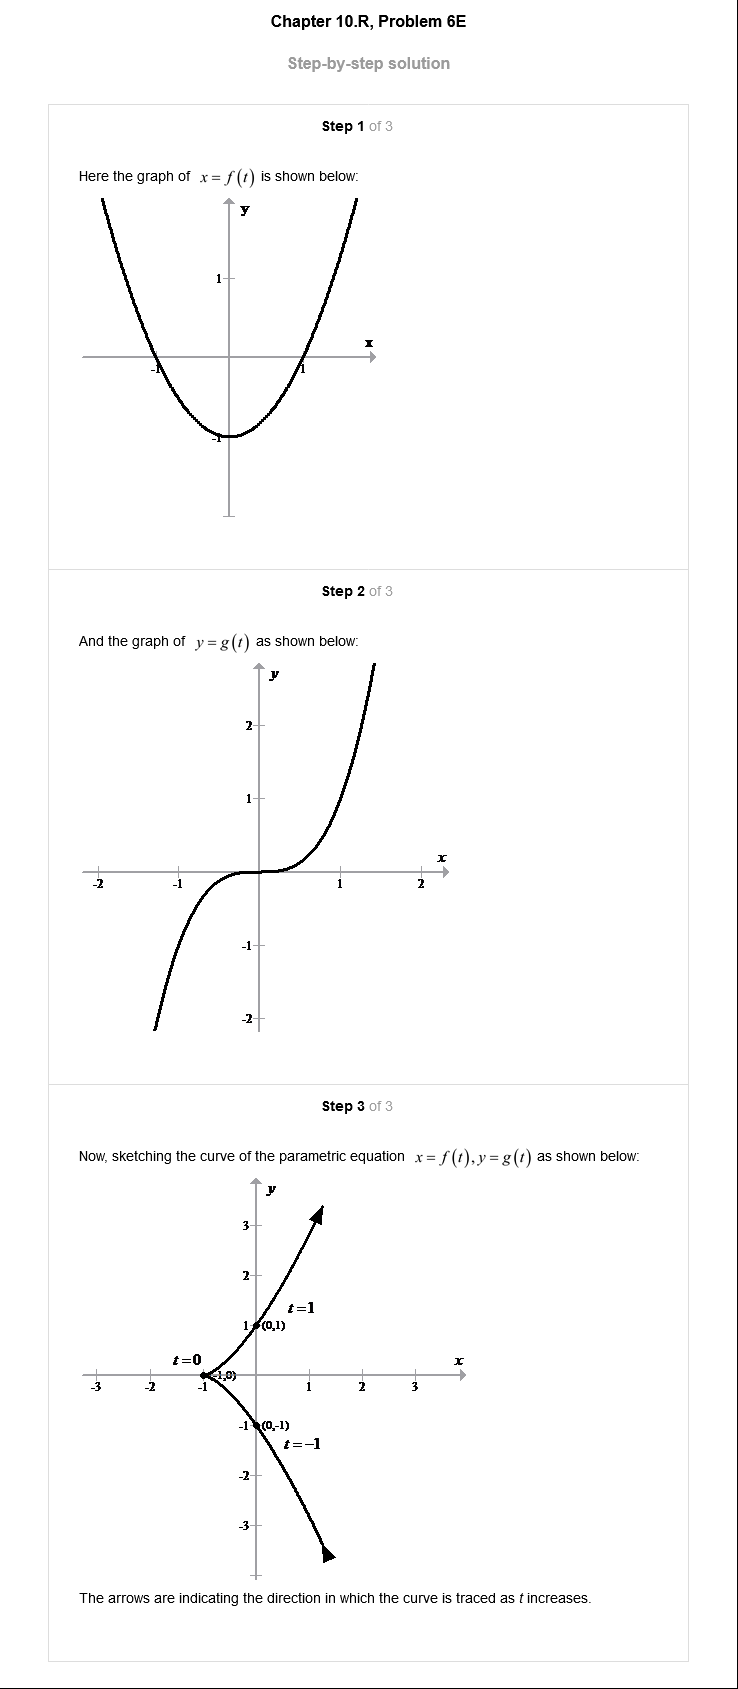 Chapter 10.R, Problem 6E
Step-by-step solution
Step 1 of 3
Here the graph of x = f(t) is shown below:
y
1
x
-1
1
-1
Step 2 of 3
And the graph of y = g(t) as shown below:
y
2
1
x
-2
-1
1
2
-1
-2
Step 3 of 3
Now, sketching the curve of the parametric equation x = f(t), y = g(t) as shown below:
y
3
2
t=1
1
(0,1)
t=0
x
(-1,0)
-3
-2
-1
1
2
3
-1
(0,-1)
t=-1
-2
-3
The arrows are indicating the direction in which the curve is traced as t increases.